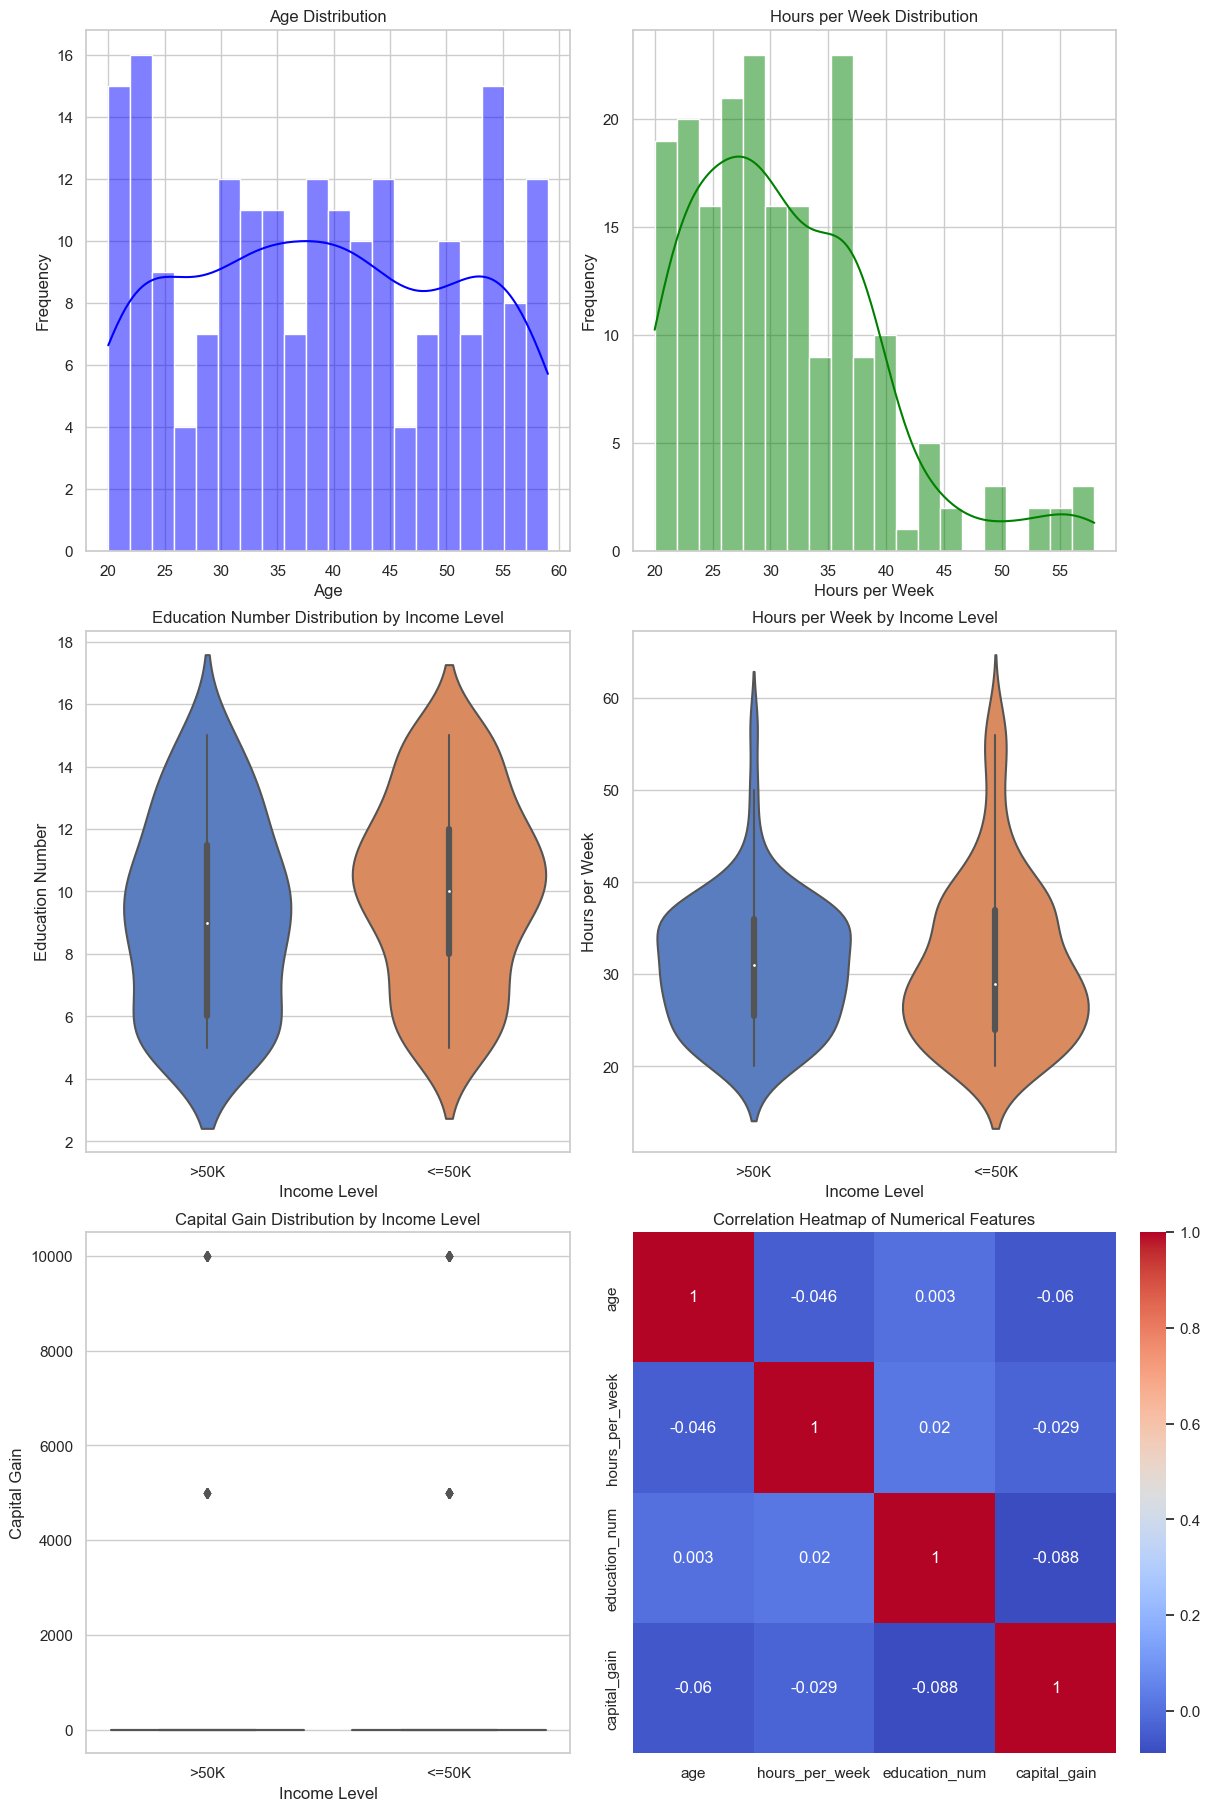 Age Distribution
16
14
12
10
8
6
4
2
0
Frequency
20 25 30 35 40 45 50 55 60
Age
Hours per Week Distribution
20
15
10
5
0
Frequency
20 25 30 35 40 45 50 55
Hours per Week
Education Number Distribution by Income Level
18
16
14
12
10
8
6
4
2
Education Number
>50K <=50K
Income Level
Hours per Week by Income Level
60
50
40
30
20
Hours per Week
>50K <=50K
Income Level
Capital Gain Distribution by Income Level
10000
8000
6000
4000
2000
0
Capital Gain
>50K <=50K
Income Level
Correlation Heatmap of Numerical Features
age
1 -0.046 0.003 -0.06
hours_per_week
-0.046 1 0.02 -0.029
education_num
0.003 0.02 1 -0.088
capital_gain
-0.06 -0.029 -0.088 1
age hours_per_week education_num capital_gain
1.0
0.8
0.6
0.4
0.2
0.0